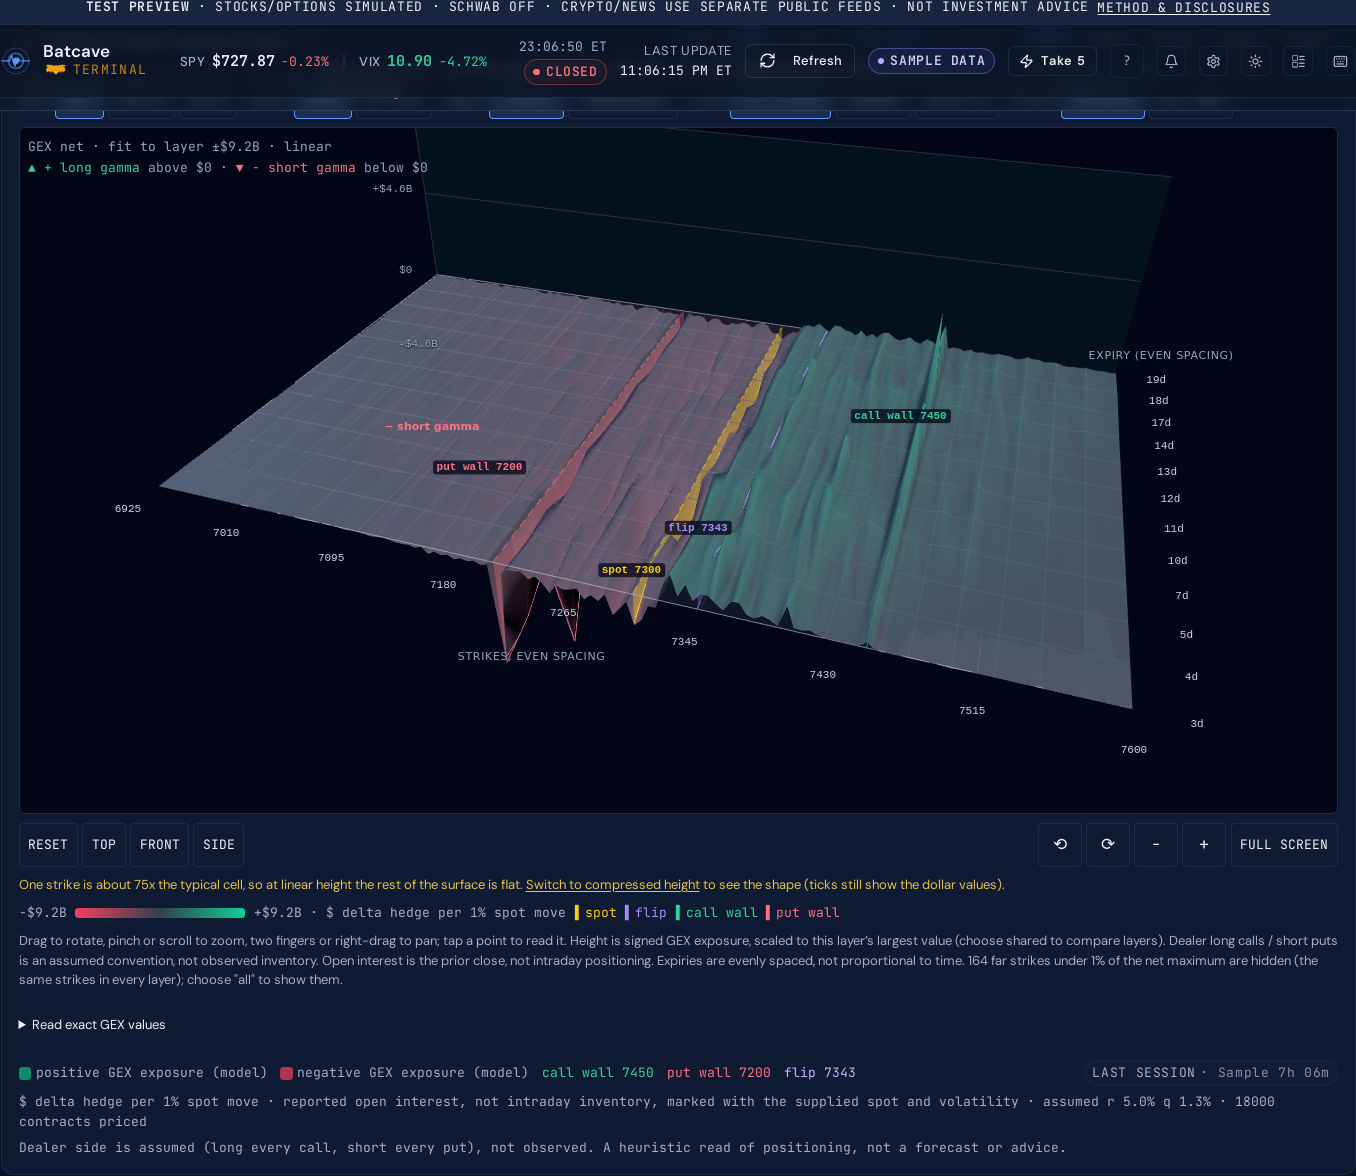 TEST PREVIEW · STOCKS/OPTIONS SIMULATED · SCHWAB OFF · CRYPTO/NEWS USE SEPARATE PUBLIC FEEDS · NOT INVESTMENT ADVICE METHOD & DISCLOSURES
Batcave
TERMINAL
SPY $727.87 -0.23%
VIX 10.90 -4.72%
23:06:50 ET
CLOSED
LAST UPDATE
11:06:15 PM ET
Refresh
SAMPLE DATA
Take 5
?
GEX net · fit to layer ±$9.2B · linear
▲ + long gamma above $0 · ▼ - short gamma below $0
+$4.6B
$0
-$4.6B
EXPIRY (EVEN SPACING)
19d
18d
17d
14d
13d
12d
11d
10d
7d
5d
4d
3d
call wall 7450
− short gamma
put wall 7200
flip 7343
spot 7300
6925
7010
7095
7180
7265
7345
7430
7515
7600
STRIKES, EVEN SPACING
RESET
TOP
FRONT
SIDE
⟲
⟳
-
+
FULL SCREEN
One strike is about 75x the typical cell, so at linear height the rest of the surface is flat. Switch to compressed height to see the shape (ticks still show the dollar values).
-$9.2B +$9.2B · $ delta hedge per 1% spot move spot flip call wall put wall
Drag to rotate, pinch or scroll to zoom, two fingers or right-drag to pan; tap a point to read it. Height is signed GEX exposure, scaled to this layer’s largest value (choose shared to compare layers). Dealer long calls / short puts
is an assumed convention, not observed inventory. Open interest is the prior close, not intraday positioning. Expiries are evenly spaced, not proportional to time. 164 far strikes under 1% of the net maximum are hidden (the
same strikes in every layer); choose "all" to show them.
▶ Read exact GEX values
positive GEX exposure (model) negative GEX exposure (model) call wall 7450 put wall 7200 flip 7343
LAST SESSION · Sample 7h 06m
$ delta hedge per 1% spot move · reported open interest, not intraday inventory, marked with the supplied spot and volatility · assumed r 5.0% q 1.3% · 18000
contracts priced
Dealer side is assumed (long every call, short every put), not observed. A heuristic read of positioning, not a forecast or advice.